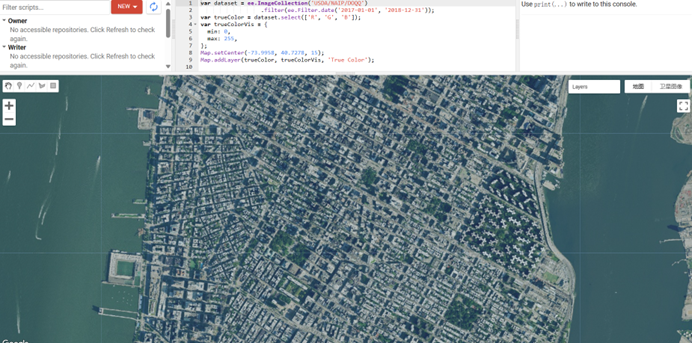 Filter scripts...
NEW
Owner
No accessible repositories. Click Refresh to check
again.
Writer
No accessible repositories. Click Refresh to check
again.
1 var dataset = ee.ImageCollection('USDA/NAIP/DOQQ')
2 .filter(ee.Filter.date('2017-01-01', '2018-12-31'));
3 var trueColor = dataset.select(['R', 'G', 'B']);
4 var trueColorVis = {
5 min: 0,
6 max: 255,
7 };
8 Map.setCenter(-73.9958, 40.7278, 15);
9 Map.addLayer(trueColor, trueColorVis, 'True Color');
10
Use print(...) to write to this console.
Layers
地图
卫星图像
Google